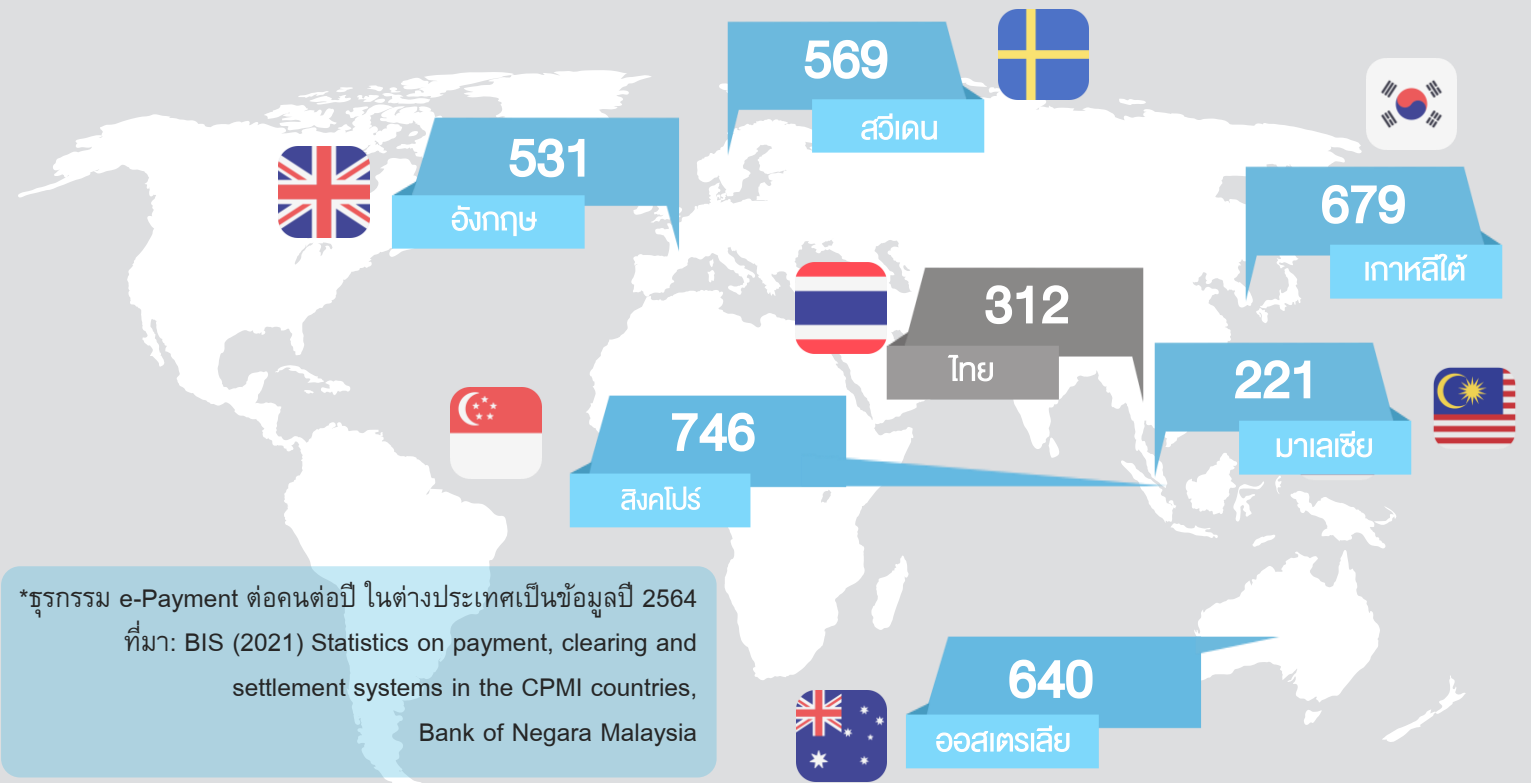 569
สวีเดน
531
อังกฤษ
679
เกาหลีใต้
312
ไทย
221
มาเลเซีย
746
สิงคโปร์
*ธุรกรรม e-Payment ต่อคนต่อปี ในต่างประเทศเป็นข้อมูลปี 2564
ที่มา: BIS (2021) Statistics on payment, clearing and
settlement systems in the CPMI countries,
Bank of Negara Malaysia
640
ออสเตรเลีย